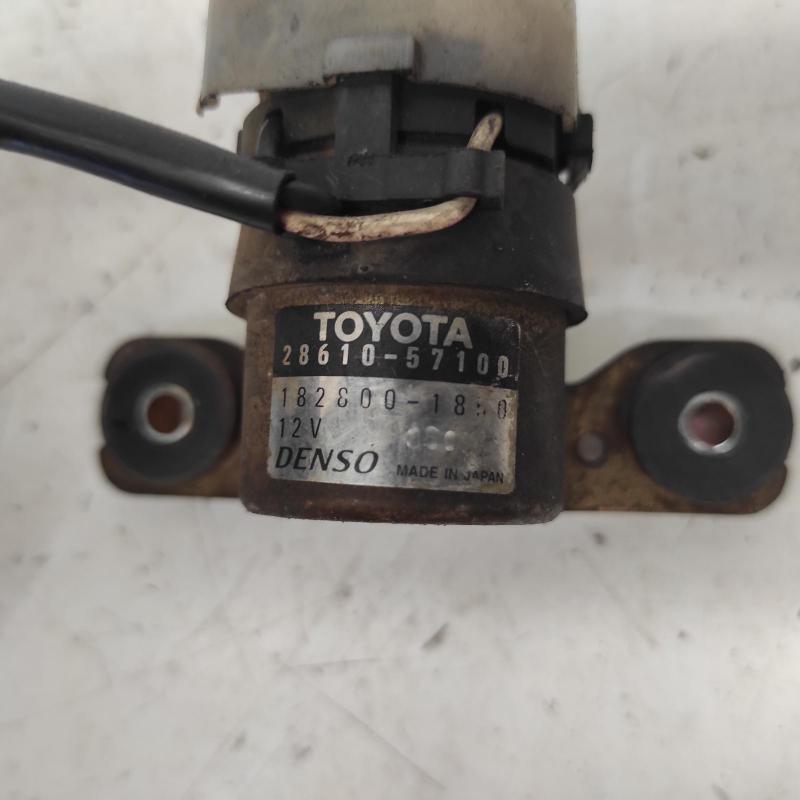 TOYOTA
28610-57100
12V
DENSO MADE IN JAPAN